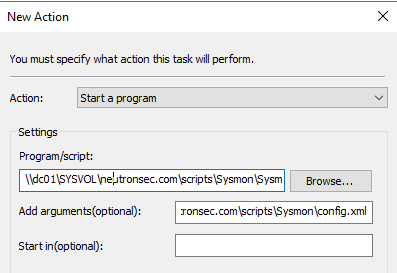 New Action
You must specify what action this task will perform.
Action:
Start a program
Settings
Program/script:
\\dc01\SYSVOL\neutronsec.com\scripts\Sysmon\Sysm
Browse...
Add arguments(optional):
ronsec.com\scripts\Sysmon\config.xml
Start in(optional):